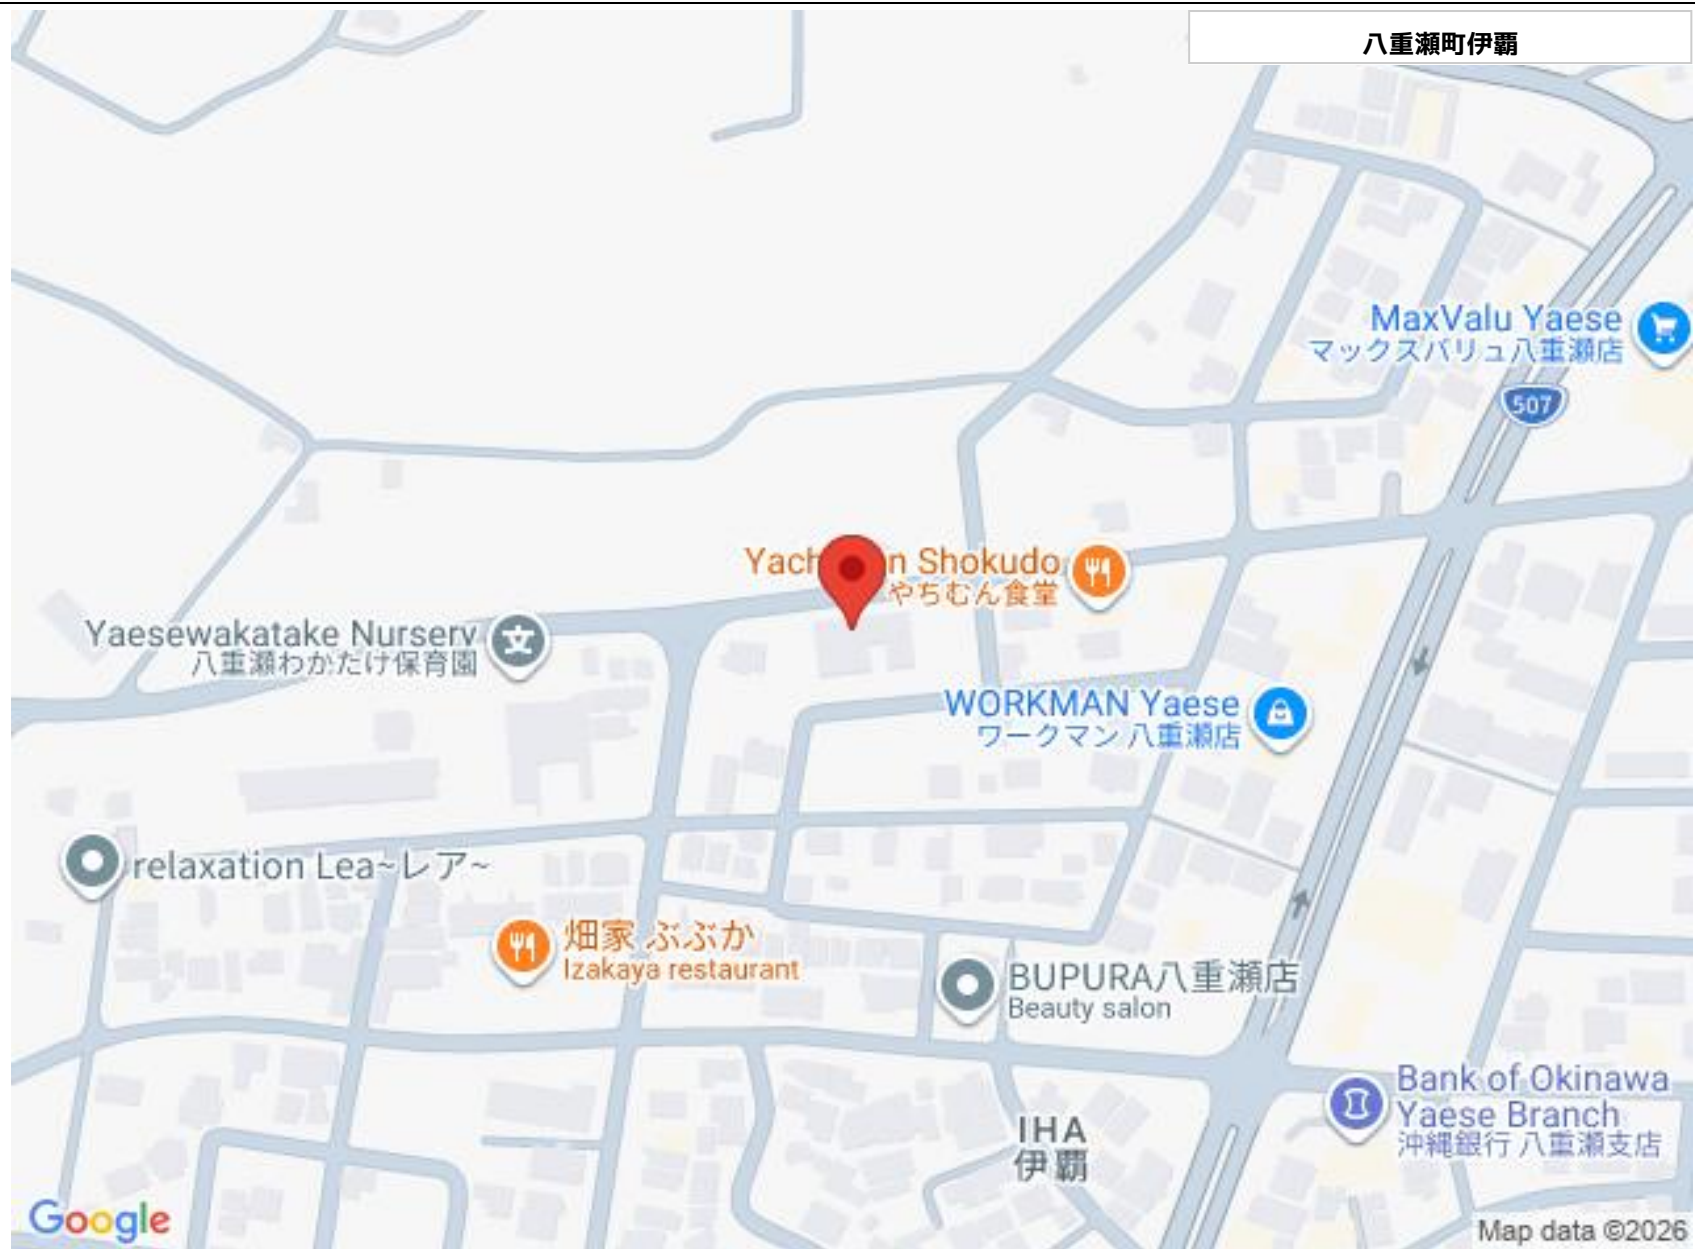 八重瀬町伊覇
MaxValu Yaese
マックスバリュ八重瀬店
507
Shokudo
やちむん食堂
Yaesewakatake Nursery
八重瀬わかたけ保育園
WORKMAN Yaese
ワークマン 八重瀬店
relaxation Lea~レア~
畑家 ぶぶか
Izakaya restaurant
BUPURA八重瀬店
Beauty salon
Bank of Okinawa
Yaese Branch
沖縄銀行 八重瀬支店
IHA
伊覇
Google
Map data ©2026